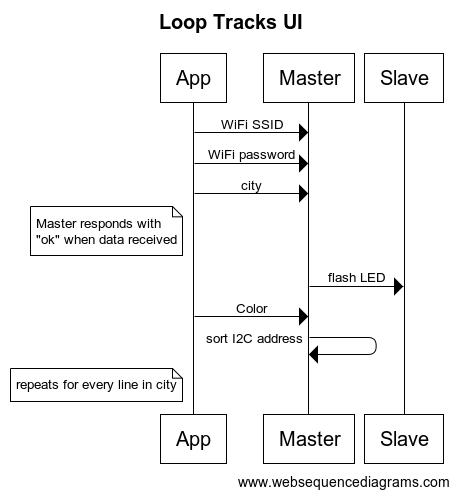 Loop Tracks UI
App
Master
Slave
WiFi SSID
WiFi password
city
Master responds with
"ok" when data received
flash LED
Color
sort I2C address
repeats for every line in city
App
Master
Slave
www.websequencediagrams.com